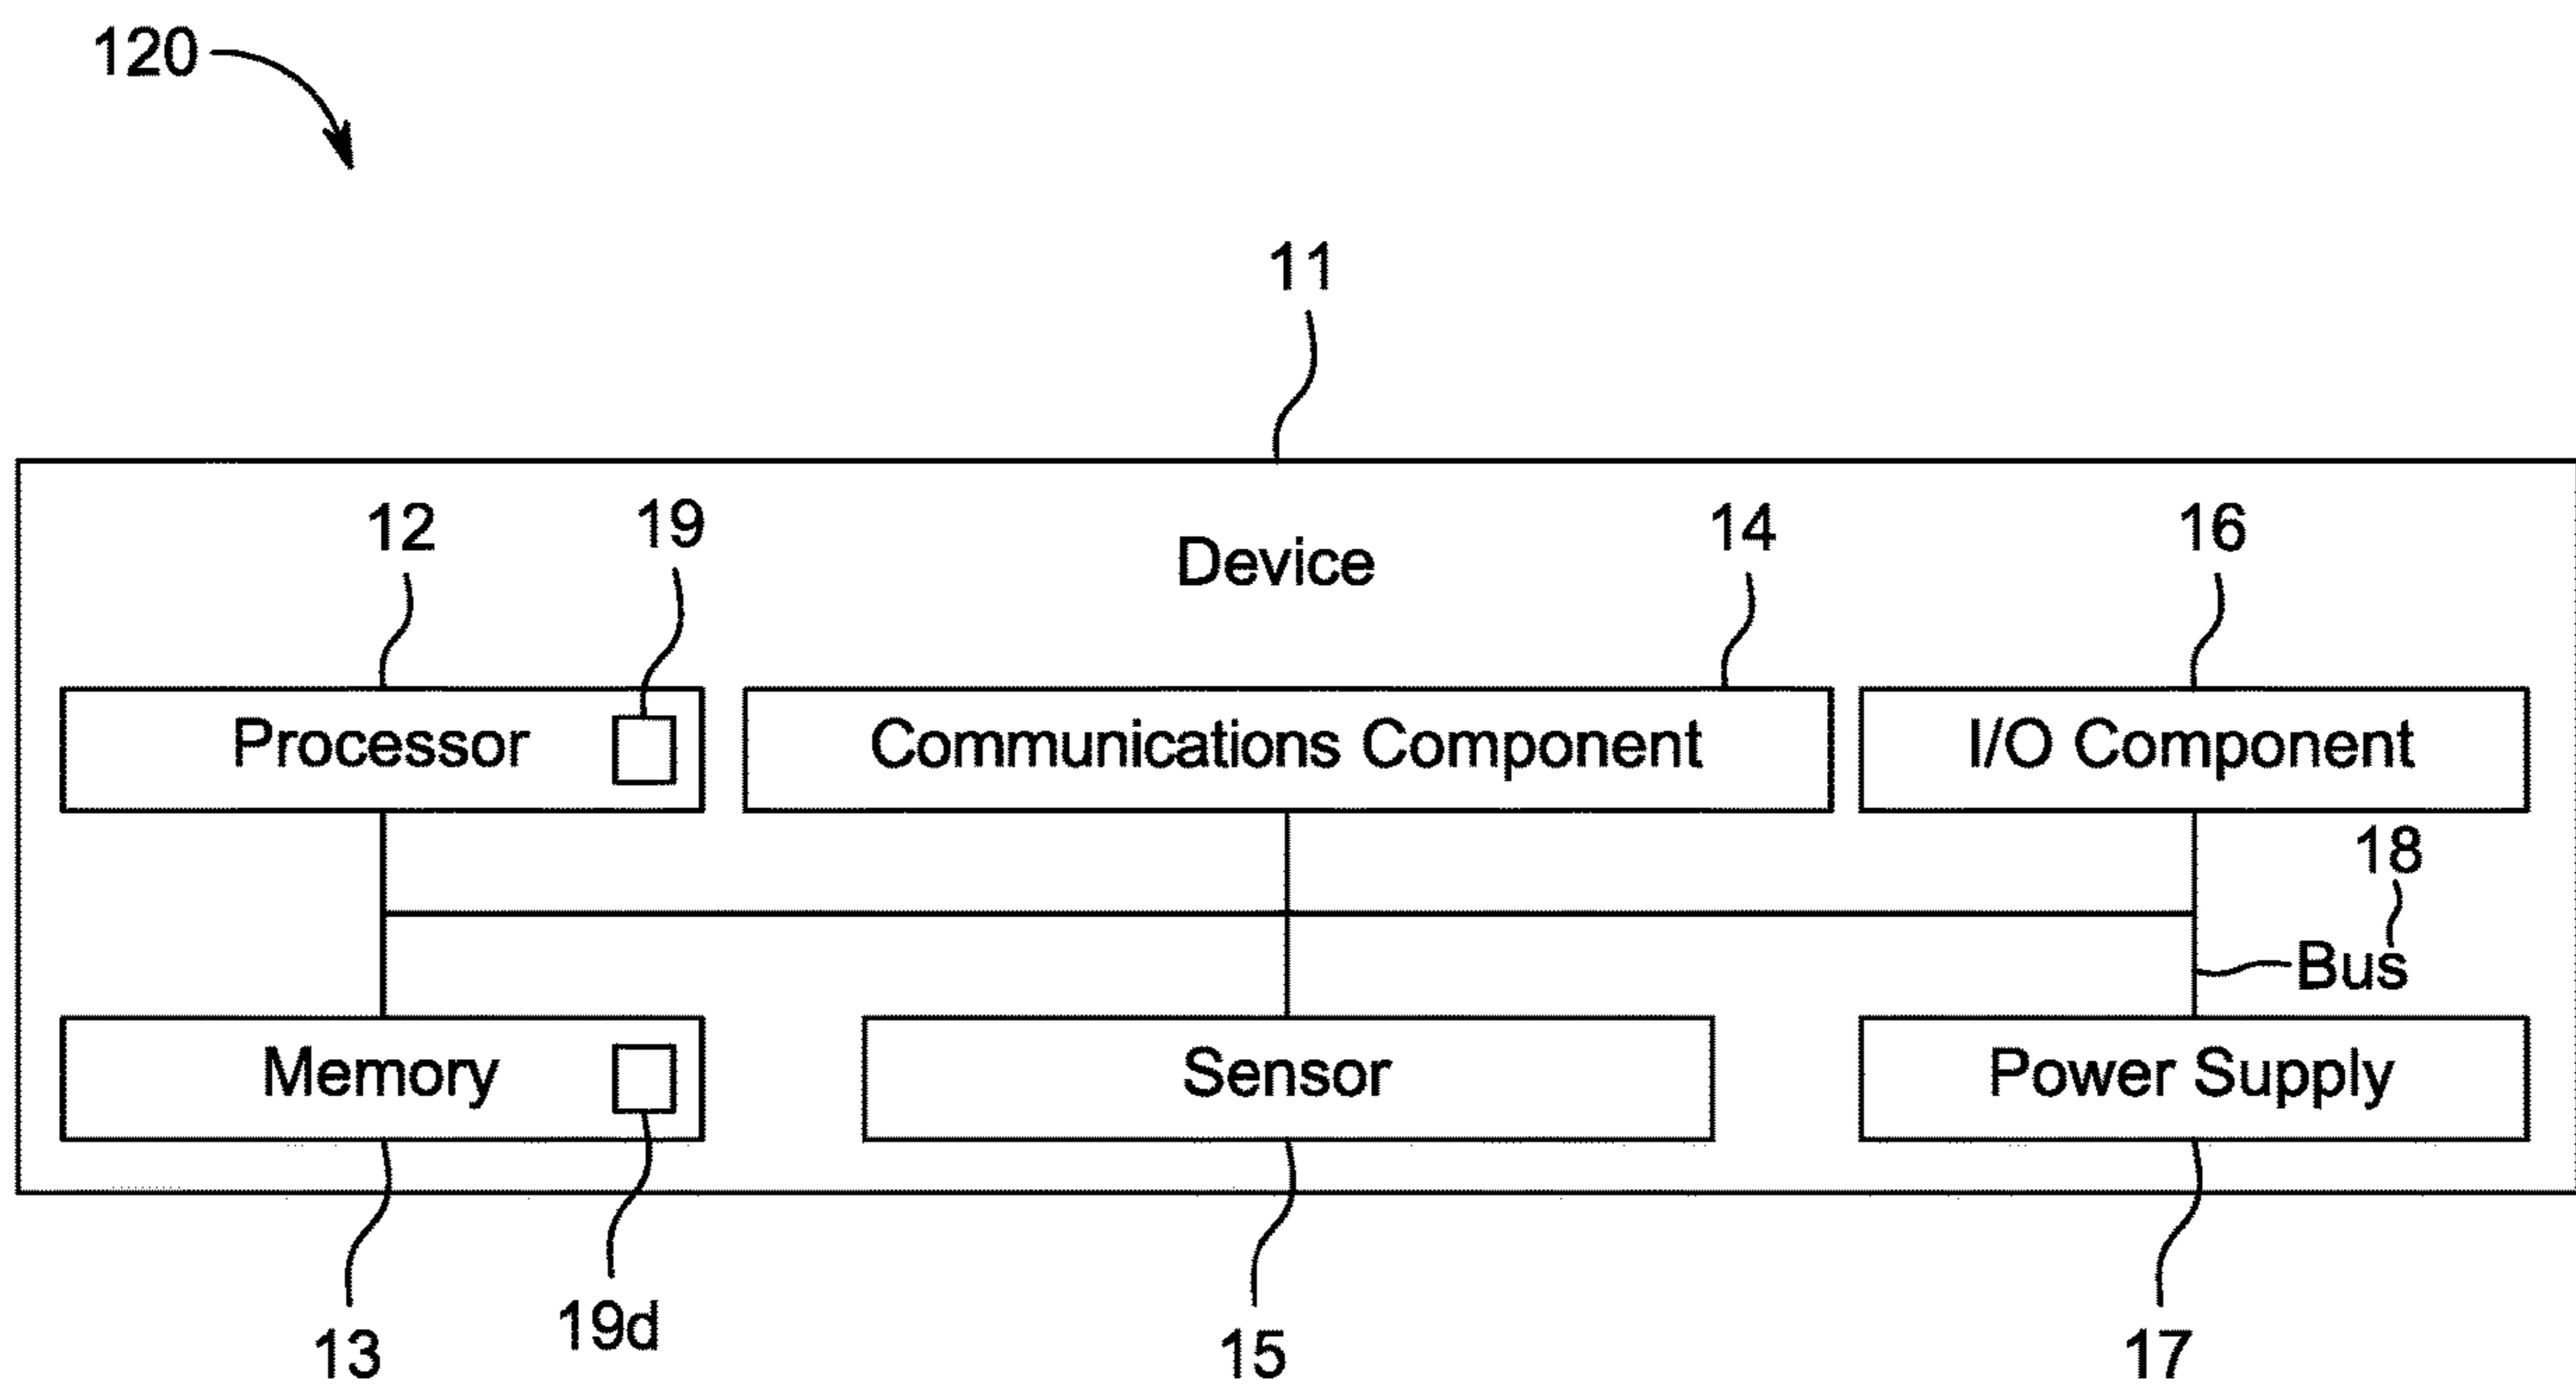 120
11
12
19
Device
14
16
Processor
Communications Component
I/O Component
18
Bus
Memory
Sensor
Power Supply
13
19d
15
17